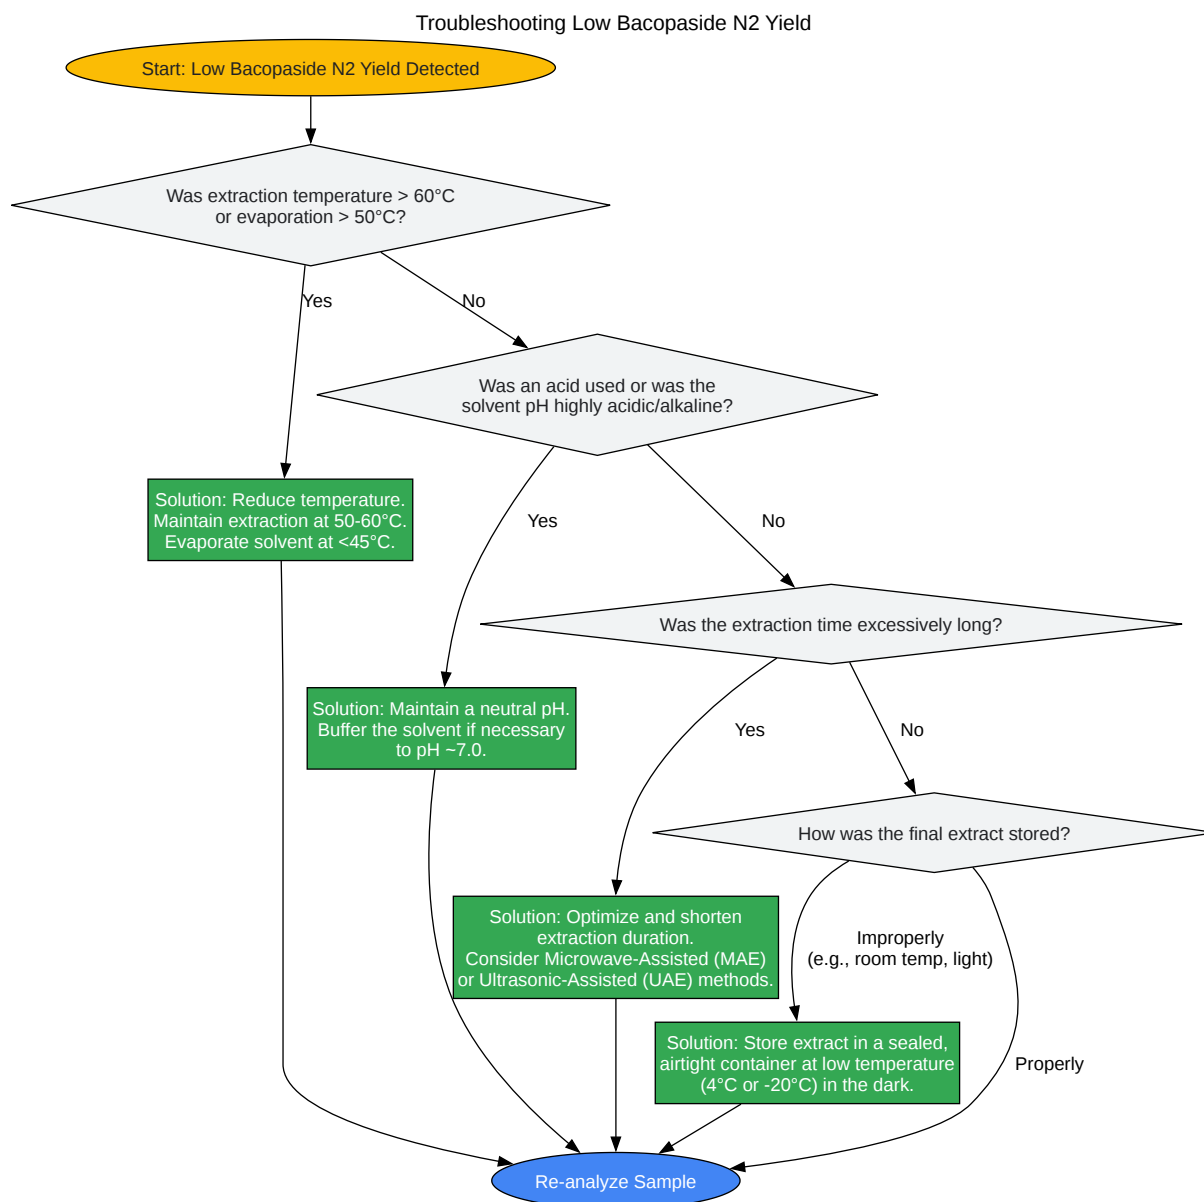 Troubleshooting Low Bacopaside N2 Yield
Start: Low Bacopaside N2 Yield Detected
Was extraction temperature > 60°C
or evaporation > 50°C?
Yes
No
Was an acid used or was the
solvent pH highly acidic/alkaline?
Solution: Reduce temperature.
Maintain extraction at 50-60°C.
Evaporate solvent at <45°C.
Yes
No
Was the extraction time excessively long?
Solution: Maintain a neutral pH.
Buffer the solvent if necessary
to pH ~7.0.
Yes
No
How was the final extract stored?
Solution: Optimize and shorten
extraction duration.
Consider Microwave-Assisted (MAE)
or Ultrasonic-Assisted (UAE) methods.
Improperly
(e.g., room temp, light)
Solution: Store extract in a sealed,
airtight container at low temperature
(4°C or -20°C) in the dark.
Properly
Re-analyze Sample